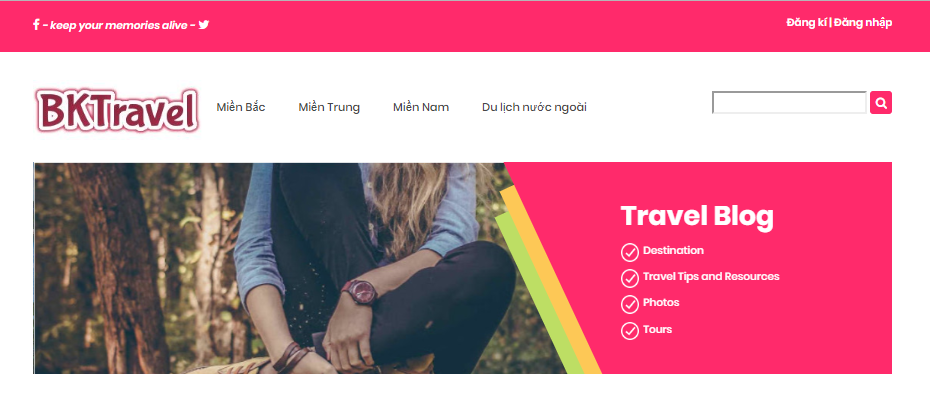 - keep your memories alive -
Đăng kí | Đăng nhập
BKTravel
Miền Bắc
Miền Trung
Miền Nam
Du lịch nước ngoài
Travel Blog
Destination
Travel Tips and Resources
Photos
Tours